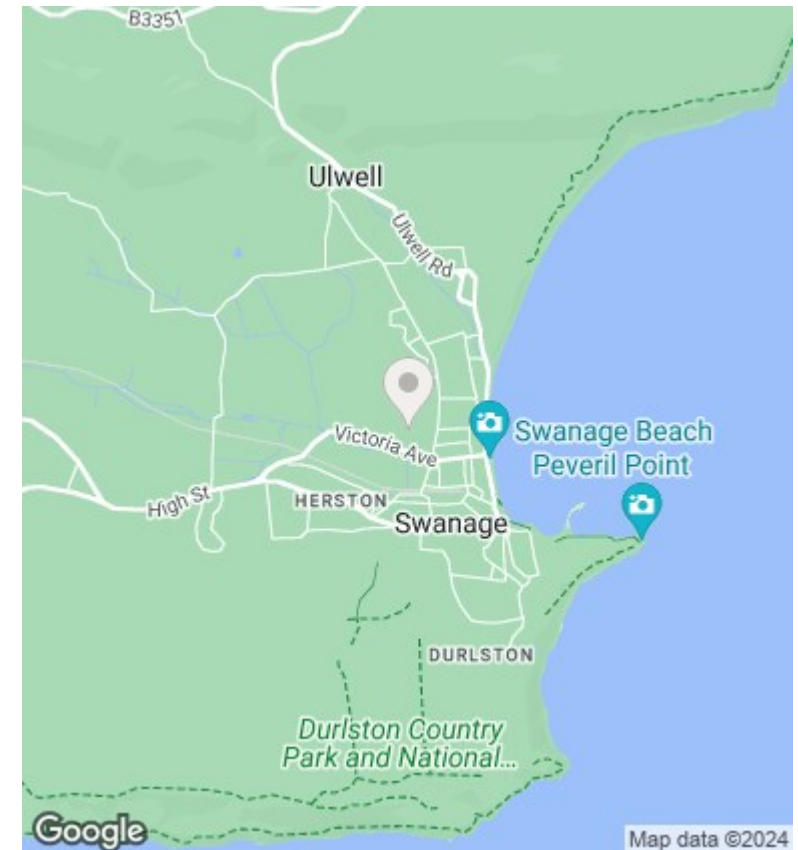 B3351
Ulwell
Ulwell Rd
Swanage Beach
Victoria Ave
Peveril Point
High St
HERSTON
Swanage
DURLSTON
Durlston Country
Park and National...
Google
Map data ©2024